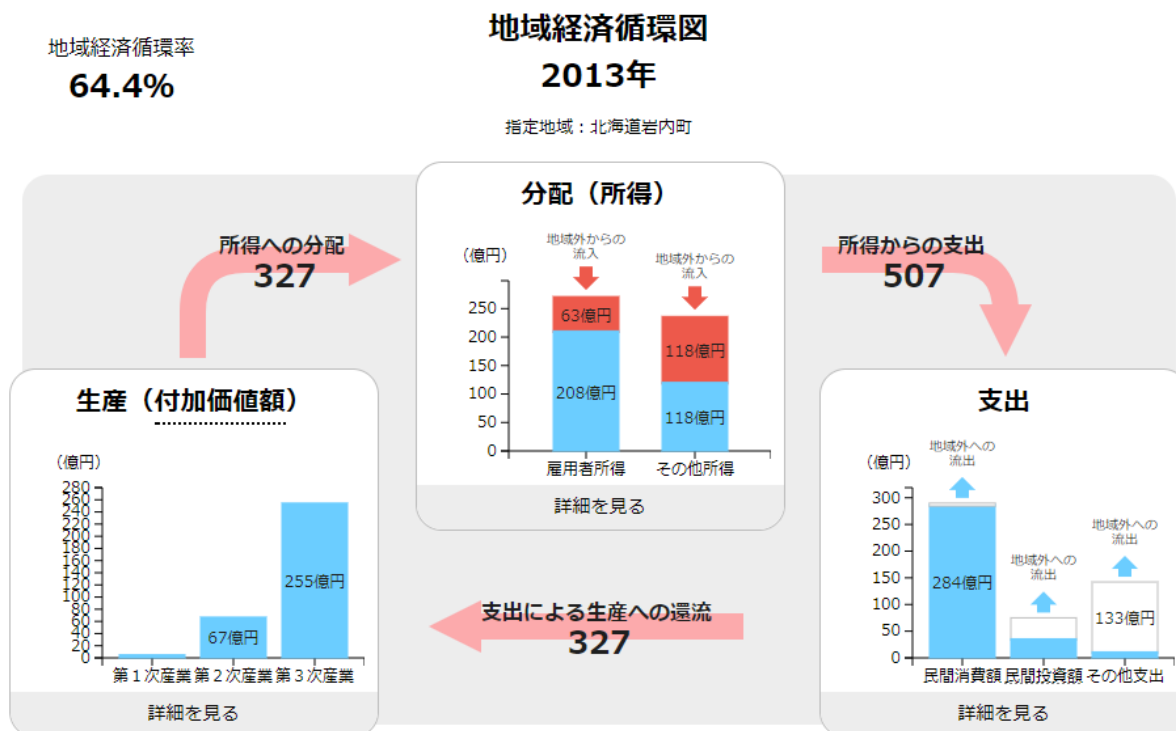 地域経済循環図
2013年
指定地域：北海道岩内町
地域経済循環率
64.4%
所得への分配
327
分配（所得）
（億円）
地域外からの
流入
地域外からの
流入
250
200
150
100
50
0
63億円
208億円
118億円
118億円
雇用者所得
その他所得
詳細を見る
所得からの支出
507
生産（付加価値額）
（億円）
280
260
240
220
200
180
160
140
120
100
80
60
40
20
0
67億円
255億円
第１次産業
第２次産業
第３次産業
詳細を見る
支出による生産への還流
327
支出
（億円）
地域外への
流出
地域外への
流出
地域外への
流出
300
250
200
150
100
50
0
284億円
133億円
民間消費額
民間投資額
その他支出
詳細を見る